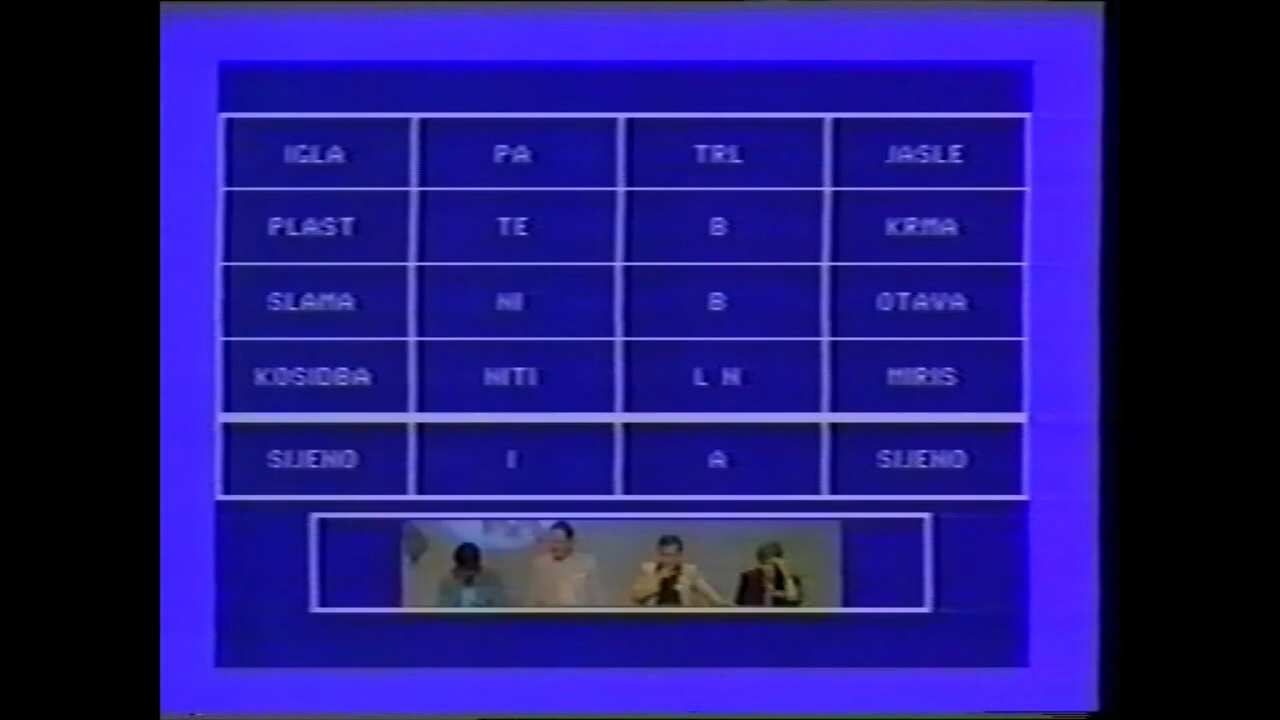 IGLA PA TRL JASLE
PLAST TE B KRMA
SLAMA NI B OTAVA
KOSIDBA NITI L N MIRIS
SIJENO I A SIJENO